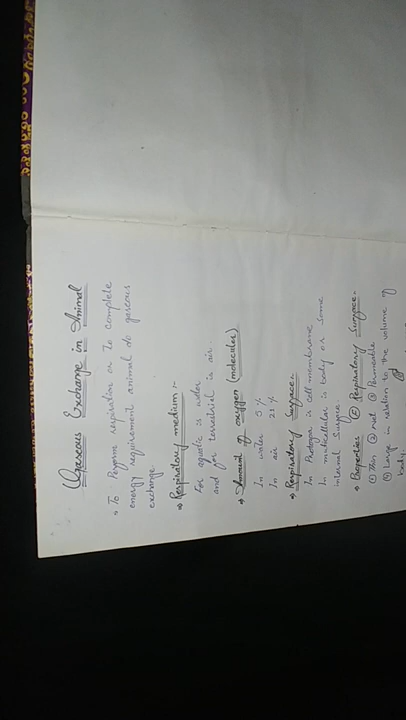 Gaseous Exchange in Animal
→ To Perform respiration or To complete
energy requirement animal do gaseous
exchange
→ Respiratory medium :-
For aquatic is water
and for terrestrial is air.
→ Amount of oxygen (molecules)
In water 5 %
In air 21 %
→ Respiratory Surface:-
In Protozoa is cell membrane
In multicellular is body or some
internal surface.
→ Properties of Respiratory Surface:-
① Thin ② wet ③ Permeable
④ Large in relation to the volume of
body.